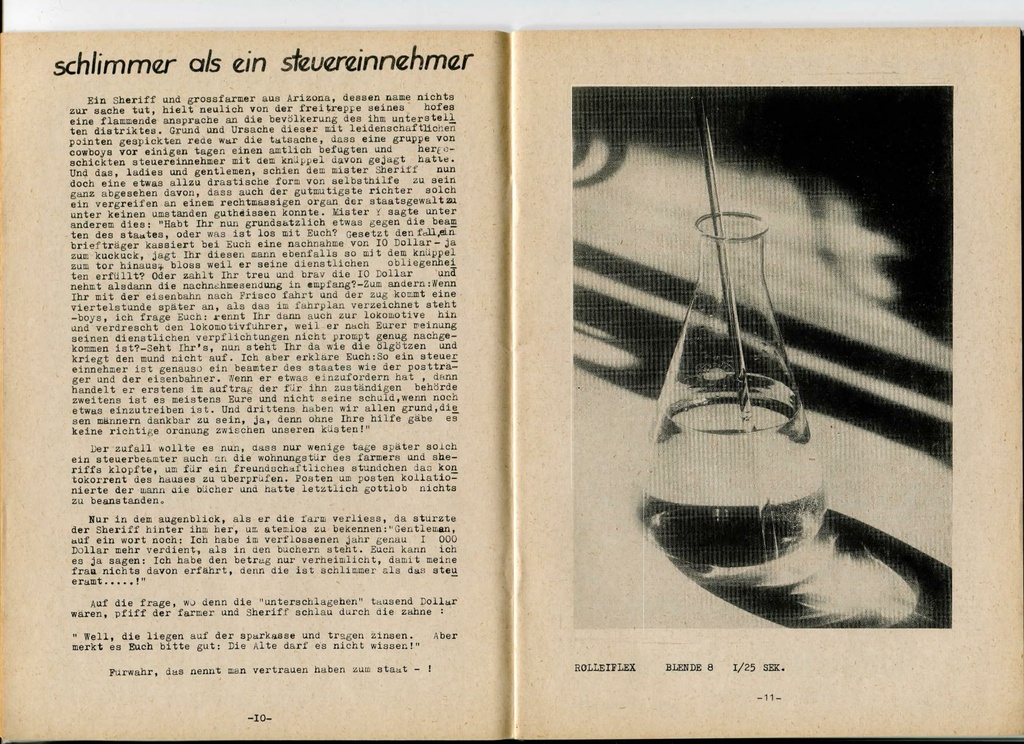 schlimmer als ein steuereinnehmer
Ein Sheriff und grossfarmer aus Arizona, dessen name nichts
zur sache tut, hielt neulich von der freitreppe seines hofes
eine flammende ansprache an die bevölkerung des ihm unterstell
ten distriktes. Grund und Ursache dieser mit leidenschaftlichen
pointen gespickten rede war die tatsache, dass eine gruppe von
cowboys vor einigen tagen einen amtlich befugten und herge-
schickten steuereinnehmer mit dem knüppel davon gejagt hatte.
Und das, ladies und gentlemen, schien dem mister Sheriff nun
doch eine etwas allzu drastische form von selbsthilfe zu sein
ganz abgesehen davon, dass auch der gutmutigste richter solch
ein vergreifen an einem rechtmassigen organ der staatsgewalt zu
unter keinen umständen gutheissen konnte. Mister Y sagte unter
anderem dies: "Habt Ihr nun grundsatzlich etwas gegen die beam
ten des staates, oder was ist los mit Euch? Gesetzt den fall, ein
briefträger kassiert bei Euch eine nachnahme von IO Dollar - ja
zum kuckuck, jagt Ihr diesen mann ebenfalls so mit dem knüppel
zum tor hinaus, bloss weil er seine dienstlichen obliegenhei
ten erfüllt? Oder zahlt Ihr treu und brav die IO Dollar und
nehmt alsdann die nachnahmesendung in empfang?-Zum andern:Wenn
Ihr mit der eisenbahn nach Frisco fahrt und der zug kommt eine
viertelstunde später an, als das im fahrplan verzeichnet steht
-boys, ich frage Euch: rennt Ihr dann auch zur lokomotive hin
und verdrescht den lokomotivfuhrer, weil er nach Eurer meinung
seinen dienstlichen verpflichtungen nicht prompt genug nachge-
kommen ist?-Seht Ihr's, nun steht Ihr da wie die ölgötzen und
kriegt den mund nicht auf. Ich aber erkläre Euch:So ein steuer
einnehmer ist genauso ein beamter des staates wie der posttra-
ger und der eisenbahner. Wenn er etwas einzufordern hat , dann
handelt er erstens im auftrag der für ihn zuständigen behörde
zweitens ist es meistens Eure und nicht seine schuld,wenn noch
etwas einzutreiben ist. Und drittens haben wir allen grund,die
sen männern dankbar zu sein, ja, denn ohne Ihre hilfe gäbe es
keine richtige ordnung zwischen unseren küsten!"
Der zufall wollte es nun, dass nur wenige tage später solch
ein steuerbeamter auch an die wohnungstür des farmers und she-
riffs klopfte, um für ein freundschaftliches stundchen das kon
tokorrent des hauses zu überprüfen. Posten um posten kollatio-
nierte der mann die bücher und hatte letztlich gottlob nichts
zu beanstanden.
Nur in dem augenblick, als er die farm verliess, da sturzte
der Sheriff hinter ihm her, um atemlos zu bekennen:"Gentleman,
auf ein wort noch: Ich habe im verflossenen jahr genau I 000
Dollar mehr verdient, als in den buchern steht. Euch kann ich
es ja sagen: Ich habe den betrag nur verheimlicht, damit meine
frau nichts davon erfährt, denn die ist schlimmer als das steu
eramt.....!"
Auf die frage, wo denn die "unterschlagenen" tausend Dollar
wären, pfiff der farmer und Sheriff schlau durch die zahne :
" Well, die liegen auf der sparkasse und tragen zinsen. Aber
merkt es Euch bitte gut: Die Alte darf es nicht wissen!"
Fürwahr, das nennt man vertrauen haben zum staat - !
-IO-
ROLLEIFLEX BLENDE 8 I/25 SEK.
-11-